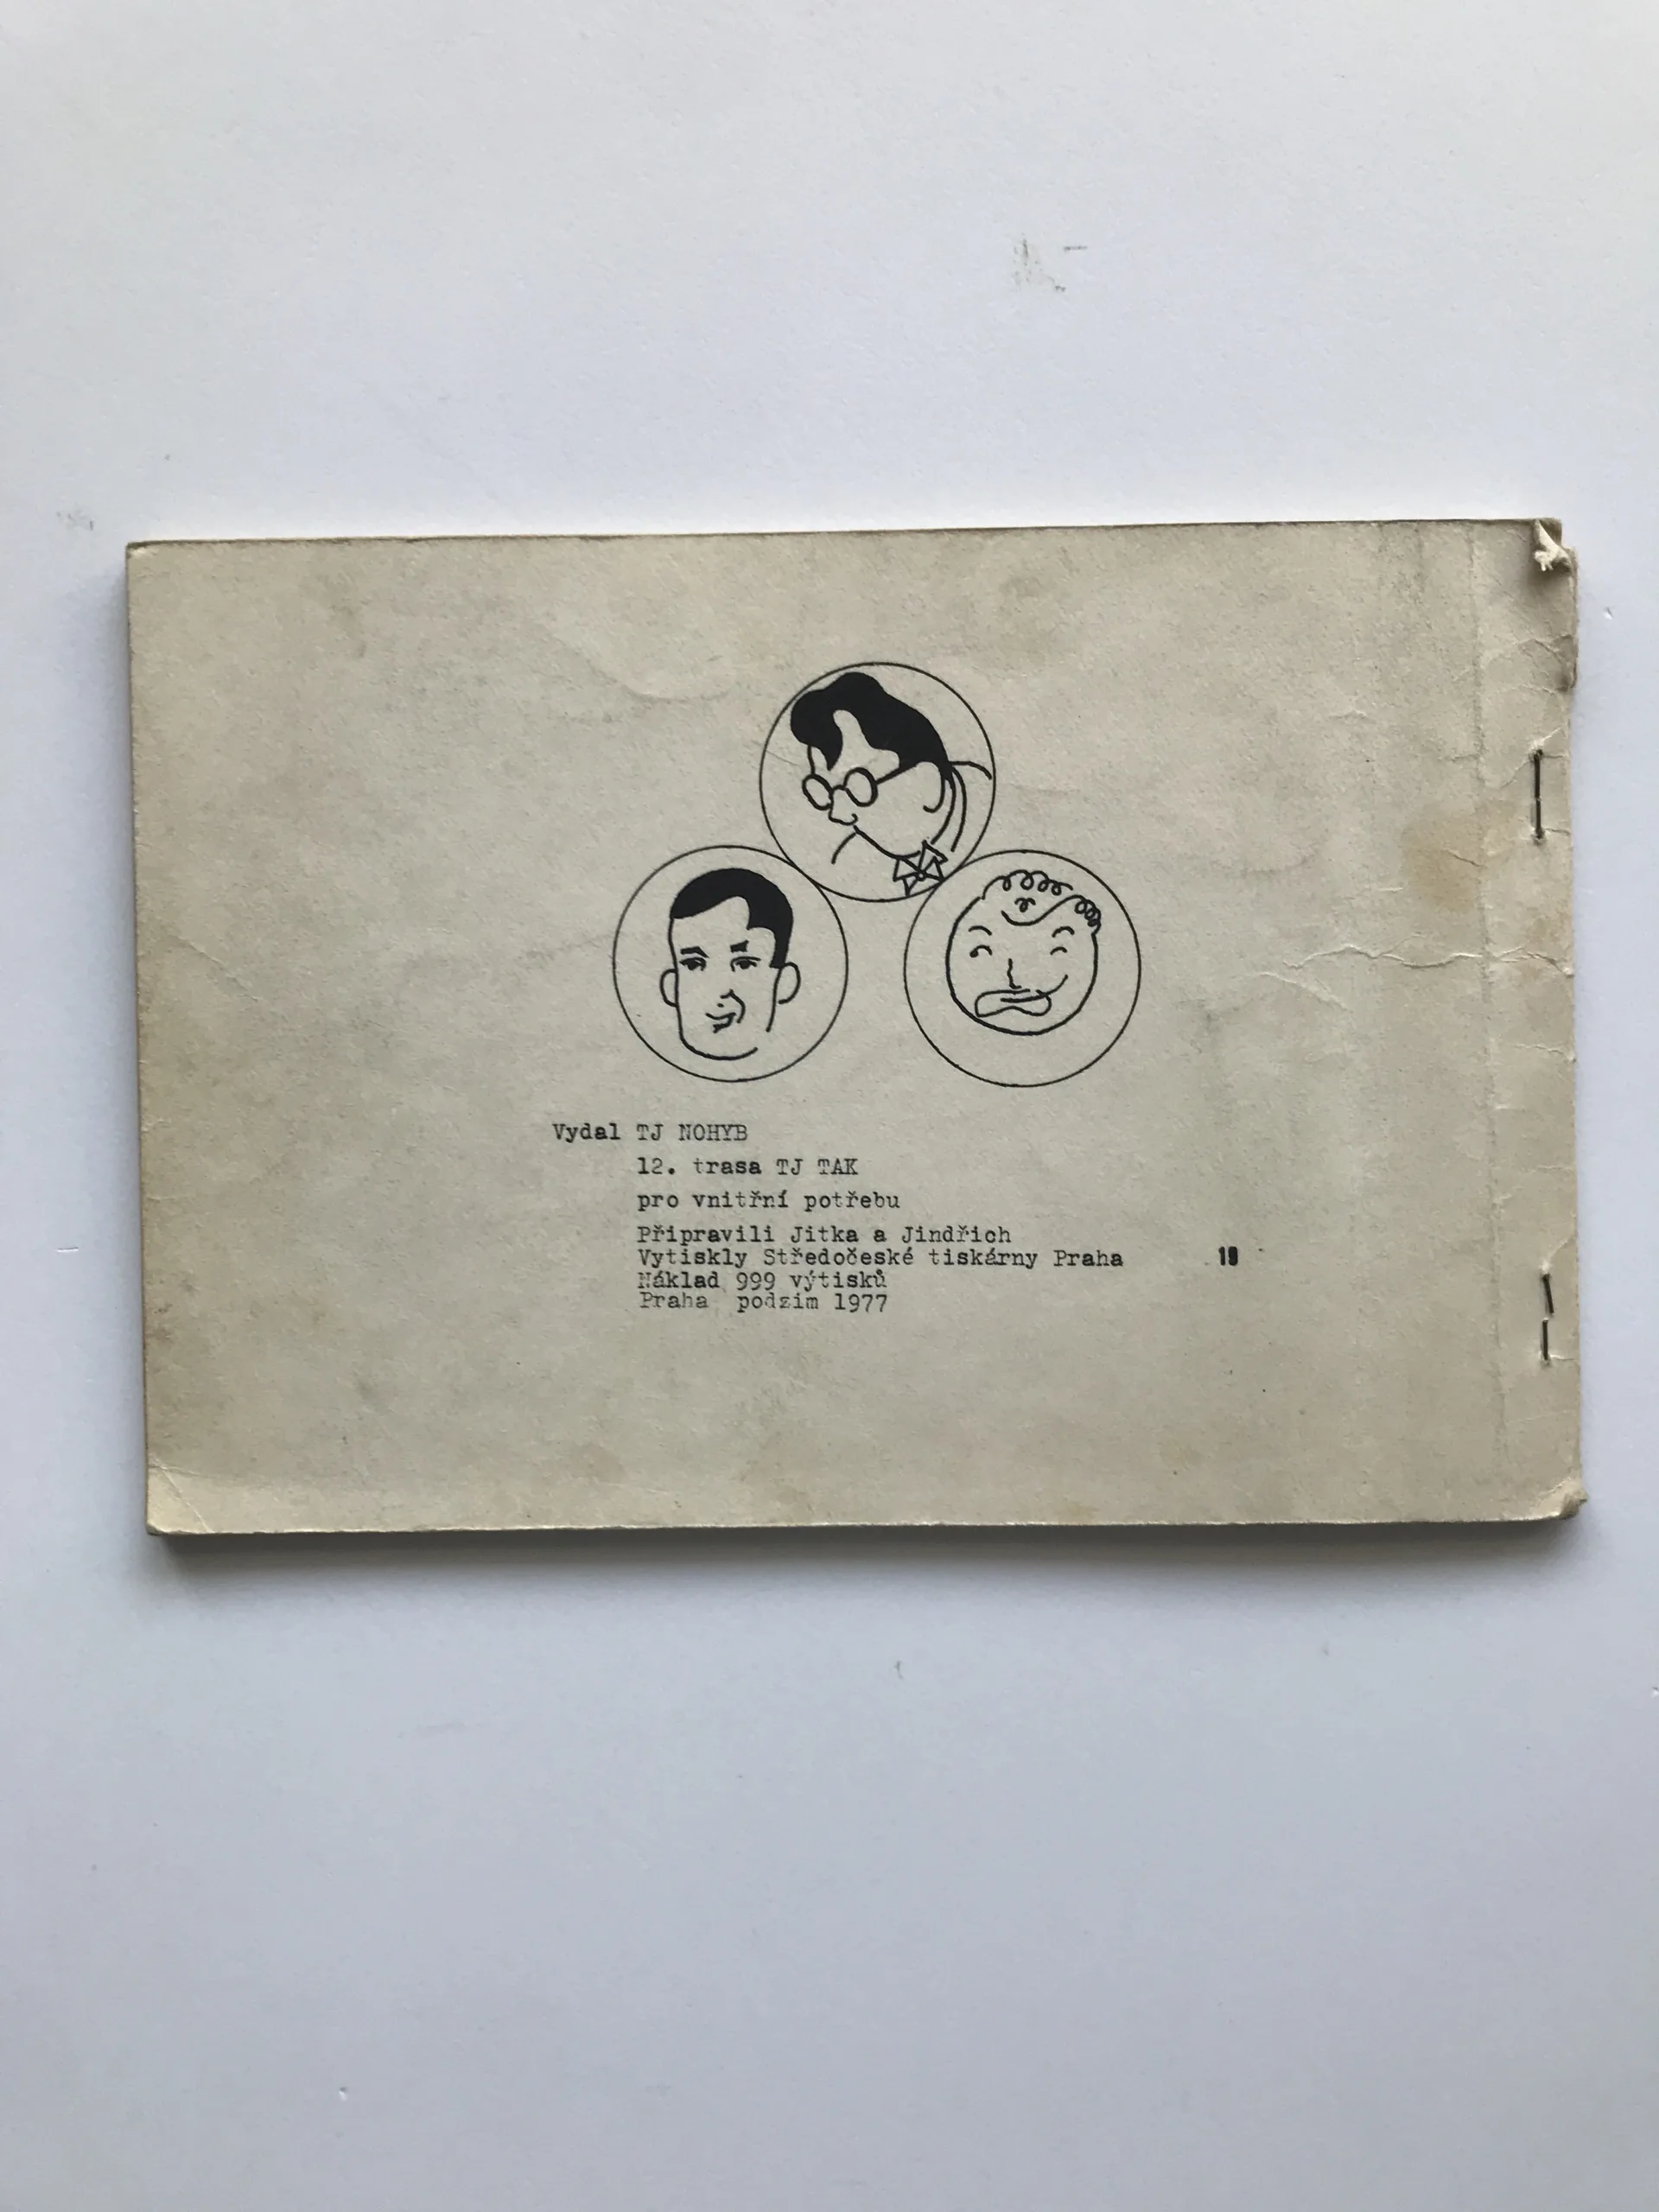 Vydal TJ NOHYB
12. trasa TJ TAK
pro vnitřní potřebu
Připravili Jitka a Jindřich
Vytiskly Středočeské tiskárny Praha
Náklad 999 výtisků
Praha podzim 1977